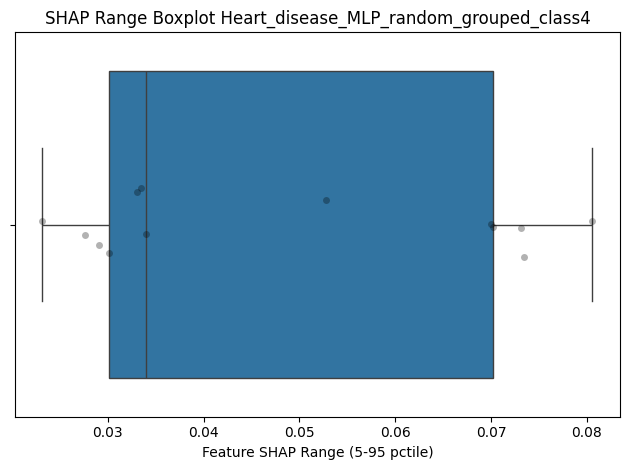 SHAP Range Boxplot Heart_disease_MLP_random_grouped_class4
0.03 0.04 0.05 0.06 0.07 0.08
Feature SHAP Range (5-95 pctile)